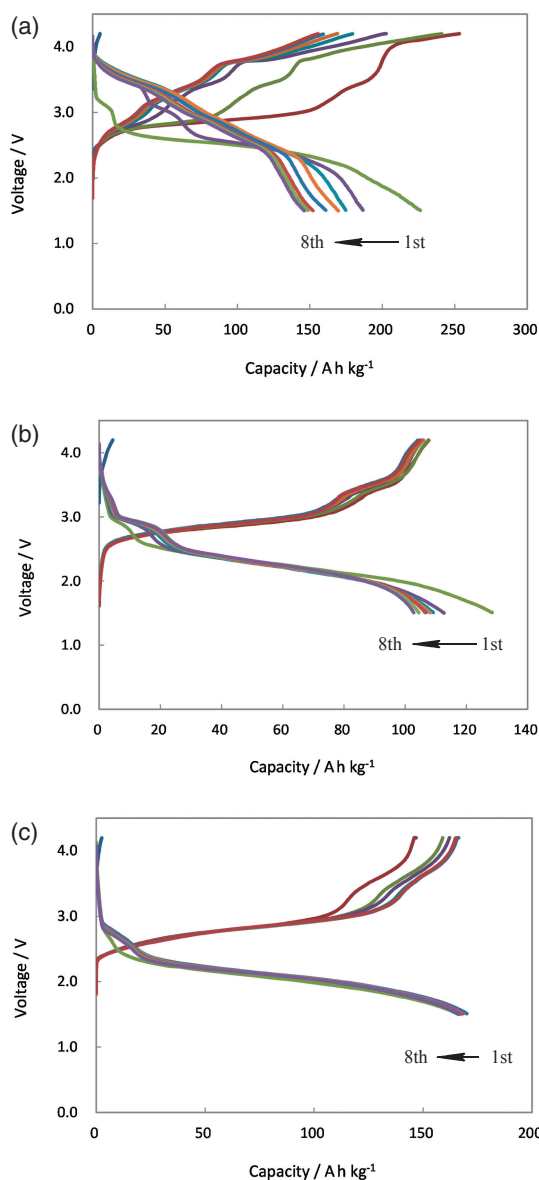 (a)
4.0
3.0
2.0
1.0
0.0
Voltage / V
8th 1st
0 50 100 150 200 250 300
Capacity / A h kg-1
(b)
4.0
3.0
2.0
1.0
0.0
Voltage / V
8th 1st
0 20 40 60 80 100 120 140
Capacity / A h kg-1
(c)
4.0
3.0
2.0
1.0
0.0
Voltage / V
8th 1st
0 50 100 150 200
Capacity / A h kg-1